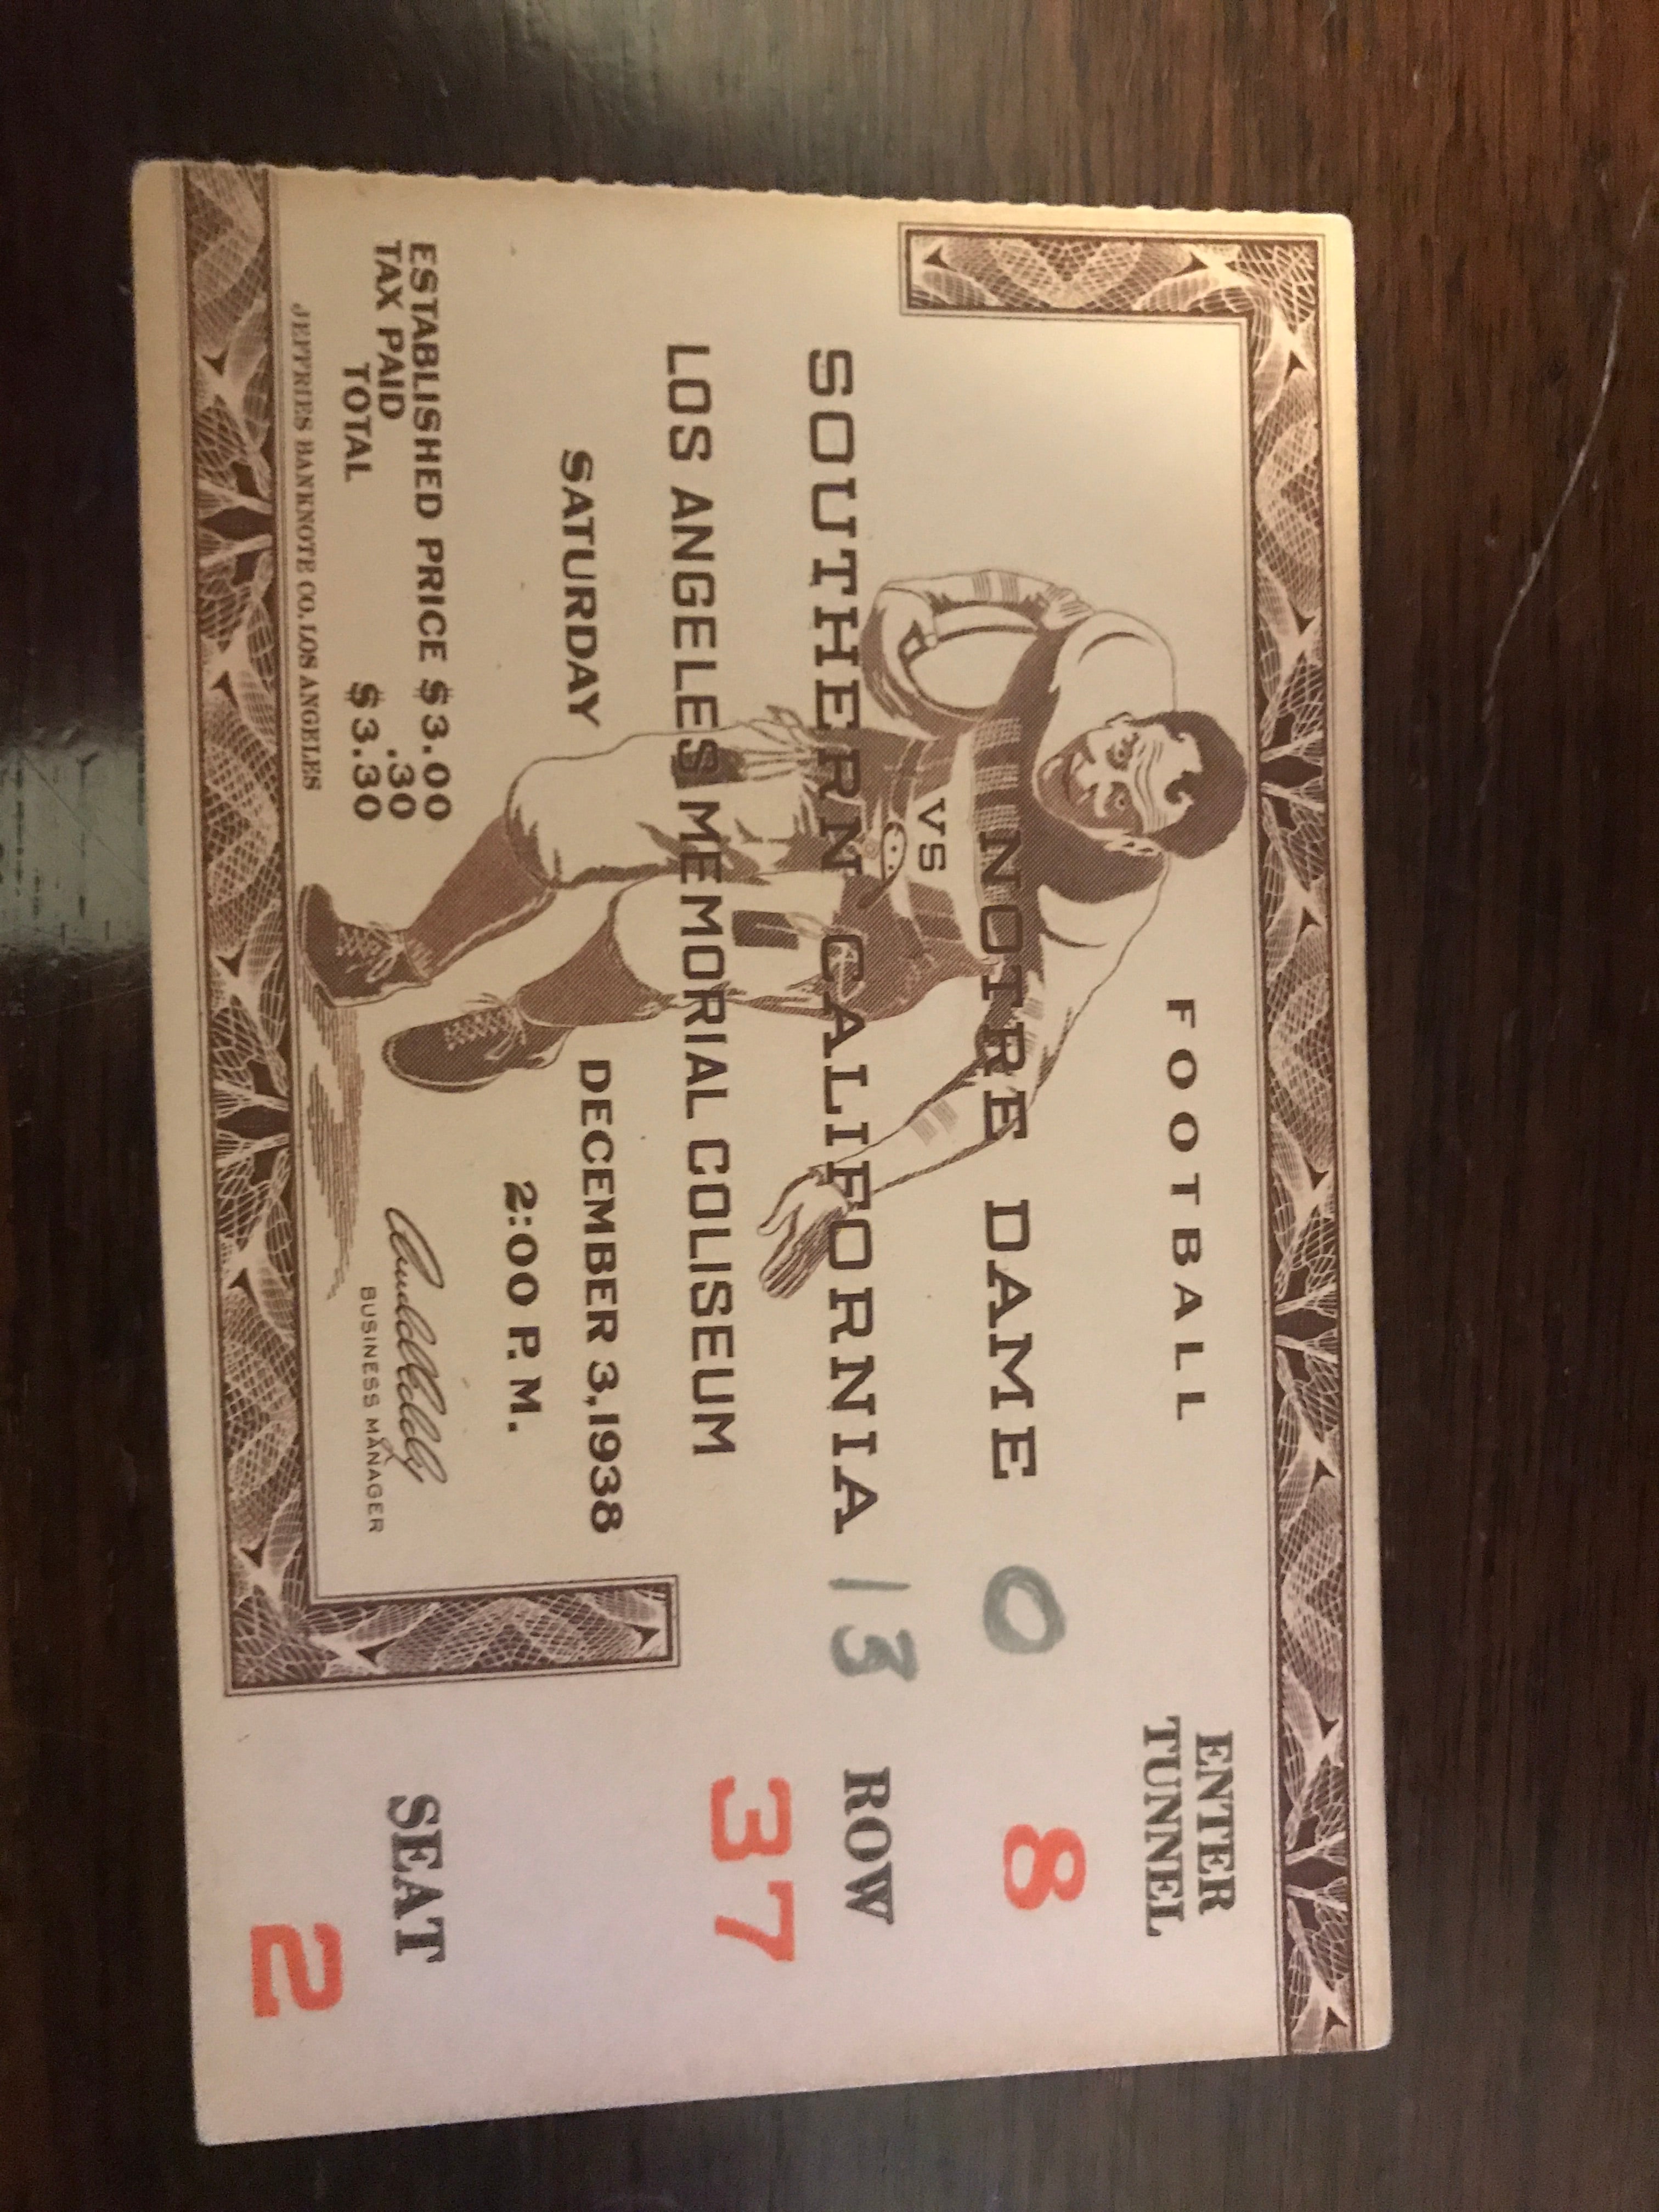 FOOTBALL
NOTRE DAME 0
VS
SOUTHERN CALIFORNIA 13
LOS ANGELES MEMORIAL COLISEUM
SATURDAY DECEMBER 3, 1938
2:00 P. M.
ESTABLISHED PRICE $3.00
TAX PAID .30
TOTAL $3.30
BUSINESS MANAGER
JEFFRIES BANKNOTE CO. LOS ANGELES
ENTER
TUNNEL
8
ROW
37
SEAT
2